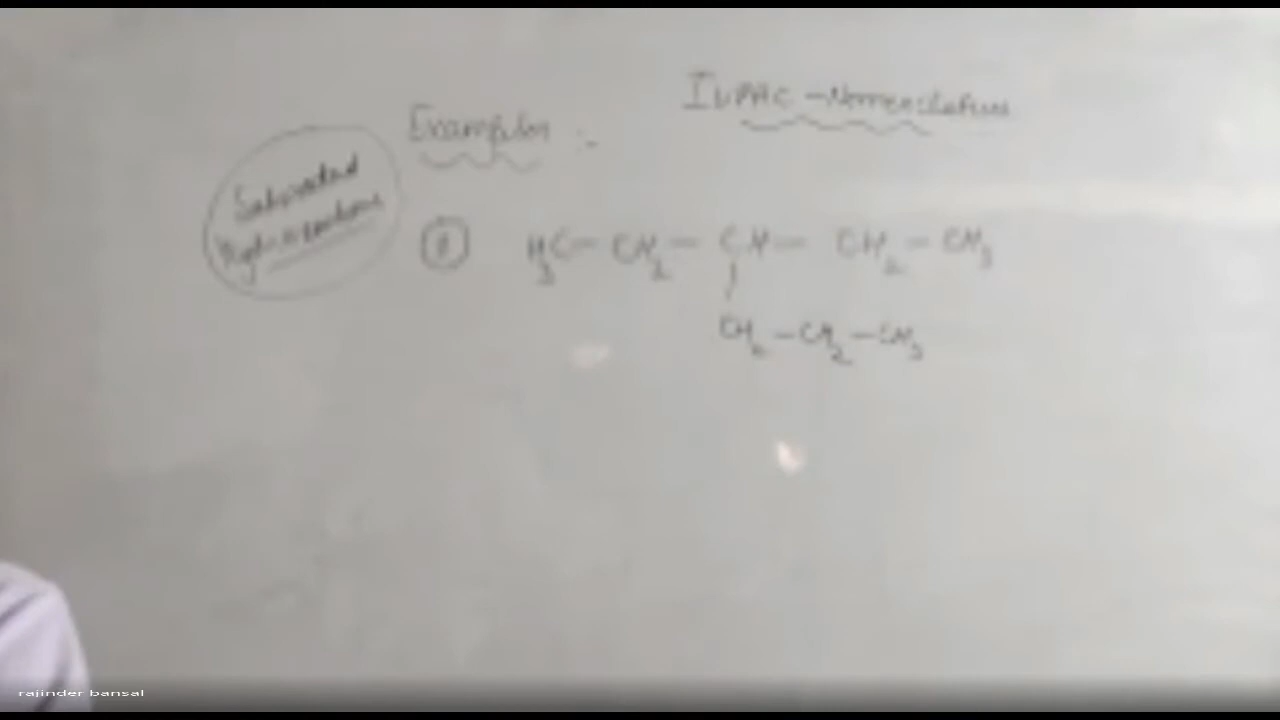 IUPAC - Nomenclature
Examples :-
Saturated
Hydrocarbons
① H₃C - CH₂ - CH - CH₂ - CH₃
|
CH₂ - CH₂ - CH₃
rajinder bansal